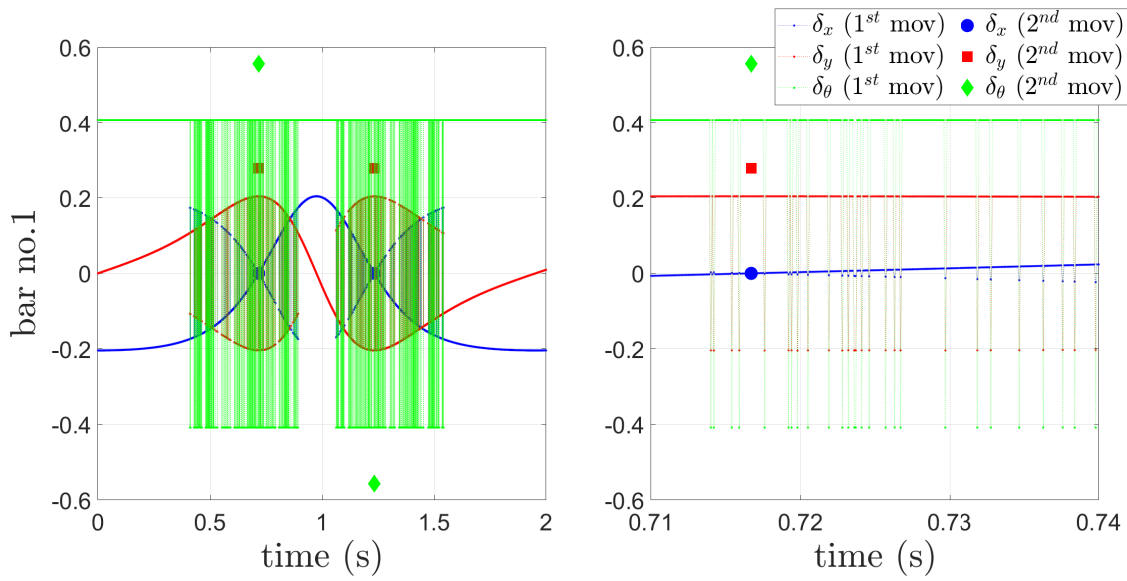 δx (1st mov) δx (2nd mov)
δy (1st mov) δy (2nd mov)
δθ (1st mov) δθ (2nd mov)
bar no.1
0.6
0.4
0.2
0
-0.2
-0.4
-0.6
0 0.5 1 1.5 2
time (s)
0.6
0.4
0.2
0
-0.2
-0.4
-0.6
0.71 0.72 0.73 0.74
time (s)